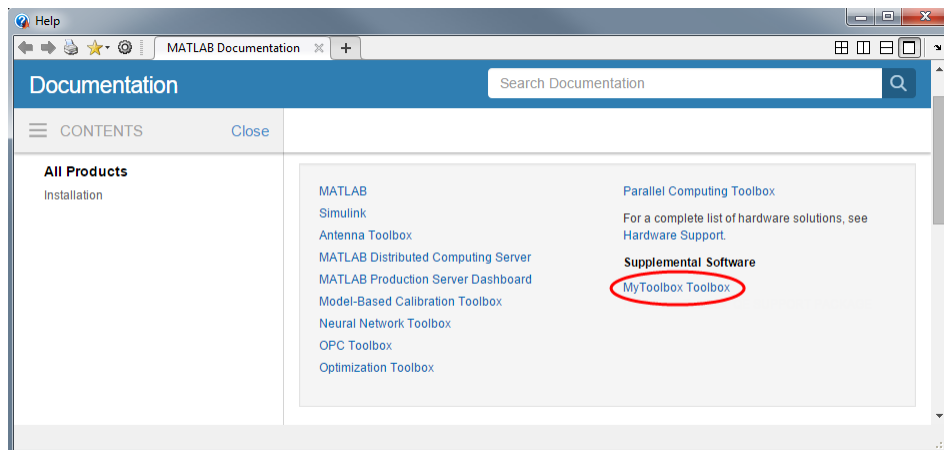 Help
MATLAB Documentation
Documentation
Search Documentation
CONTENTS
Close
All Products
Installation
MATLAB
Simulink
Antenna Toolbox
MATLAB Distributed Computing Server
MATLAB Production Server Dashboard
Model-Based Calibration Toolbox
Neural Network Toolbox
OPC Toolbox
Optimization Toolbox
Parallel Computing Toolbox
For a complete list of hardware solutions, see
Hardware Support.
Supplemental Software
MyToolbox Toolbox